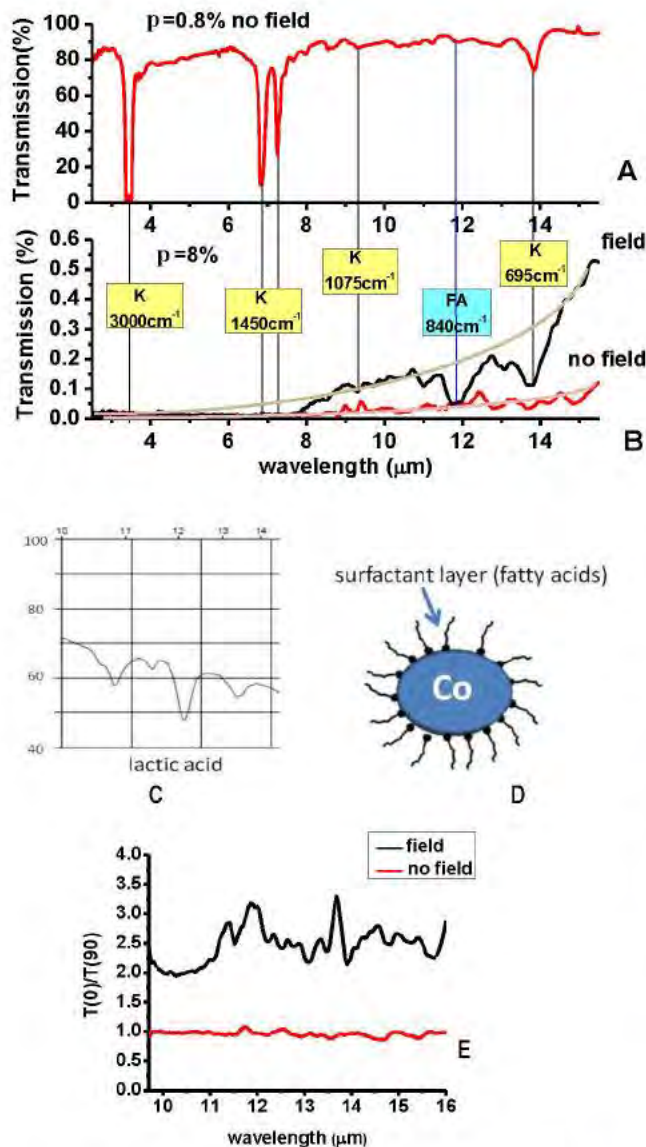 p=0.8% no field
Transmission(%)
100
80
60
40
20
0
4 6 8 10 12 14
A
p=8%
Transmission (%)
0.6
0.5
0.4
0.3
0.2
0.1
0.0
K
3000cm⁻¹
K
1450cm⁻¹
K
1075cm⁻¹
FA
840cm⁻¹
K
695cm⁻¹
field
no field
4 6 8 10 12 14
B
wavelength (μm)
10 11 12 13 14
100
80
60
40
lactic acid
C
surfactant layer (fatty acids)
Co
D
field
no field
T(0)/T(90)
4.0
3.5
3.0
2.5
2.0
1.5
1.0
0.5
0.0
E
10 11 12 13 14 15 16
wavelength (μm)